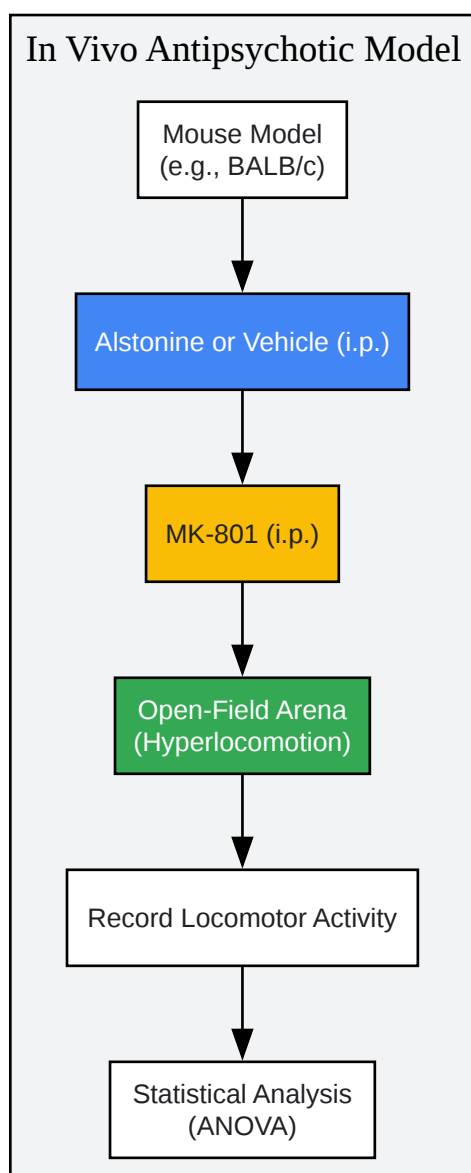 In Vivo Antipsychotic Model
Mouse Model
(e.g., BALB/c)
Alstonine or Vehicle (i.p.)
MK-801 (i.p.)
Open-Field Arena
(Hyperlocomotion)
Record Locomotor Activity
Statistical Analysis
(ANOVA)